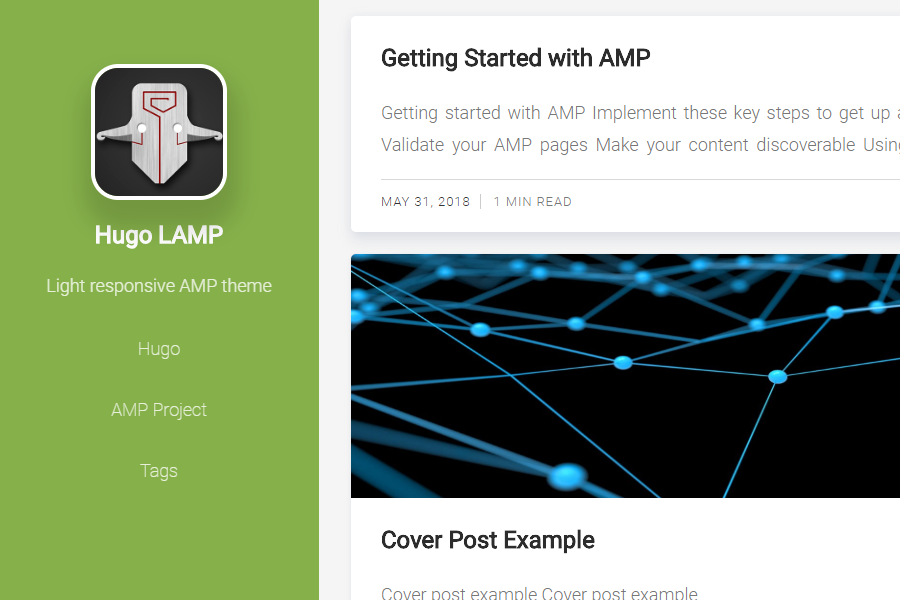 Hugo LAMP
Light responsive AMP theme
Hugo
AMP Project
Tags
Getting Started with AMP
Getting started with AMP Implement these key steps to get up
Validate your AMP pages Make your content discoverable Using
MAY 31, 2018
1 MIN READ
Cover Post Example
Cover post example Cover post example